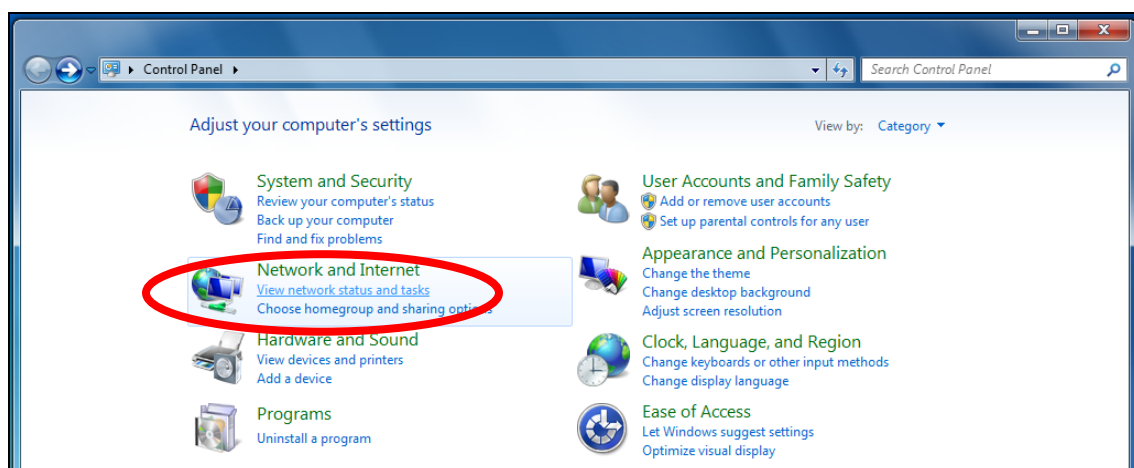 Control Panel
Search Control Panel
Adjust your computer's settings
View by: Category
System and Security
Review your computer's status
Back up your computer
Find and fix problems
Network and Internet
View network status and tasks
Choose homegroup and sharing options
Hardware and Sound
View devices and printers
Add a device
Programs
Uninstall a program
User Accounts and Family Safety
Add or remove user accounts
Set up parental controls for any user
Appearance and Personalization
Change the theme
Change desktop background
Adjust screen resolution
Clock, Language, and Region
Change keyboards or other input methods
Change display language
Ease of Access
Let Windows suggest settings
Optimize visual display